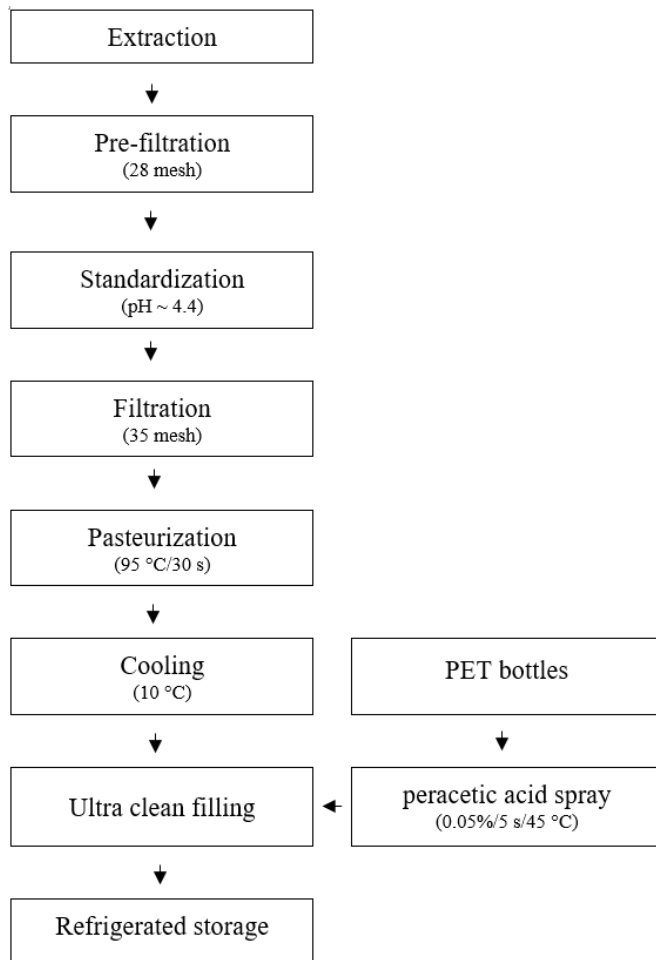 Extraction
Pre-filtration
(28 mesh)
Standardization
(pH ~ 4.4)
Filtration
(35 mesh)
Pasteurization
(95 °C/30 s)
Cooling
(10 °C)
PET bottles
Ultra clean filling
peracetic acid spray
(0.05%/5 s/45 °C)
Refrigerated storage